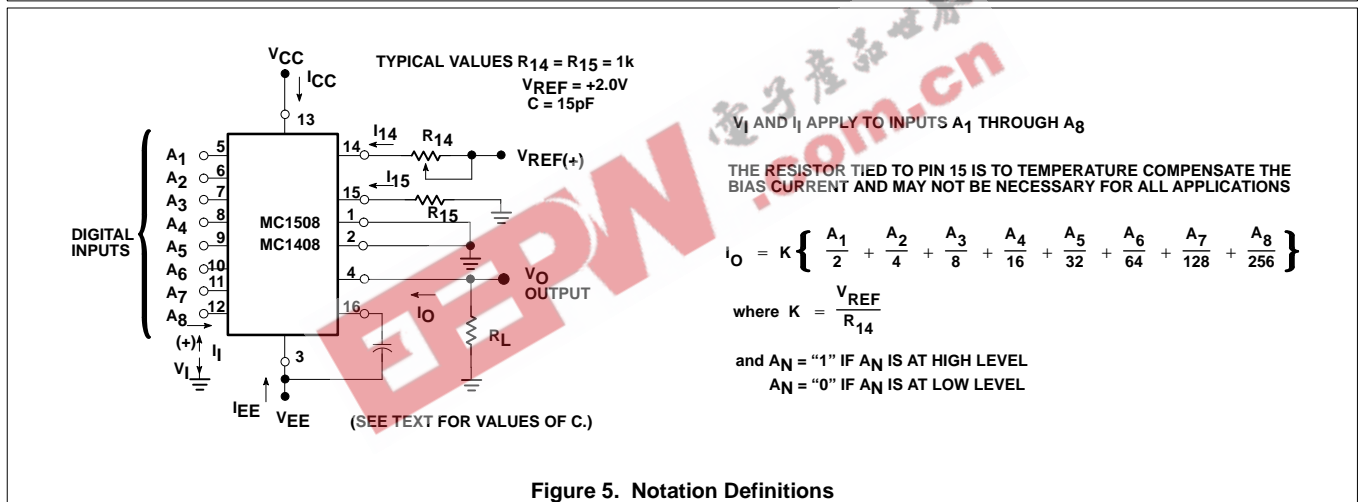 VCC
ICC
13
TYPICAL VALUES R14 = R15 = 1k
VREF = +2.0V
C = 15pF
DIGITAL
INPUTS
A1 5
A2 6
A3 7
A4 8
A5 9
A6 10
A7 11
A8 12
(+)
II
VI
MC1508
MC1408
14 I14 R14 VREF(+)
15 I15 R15
1
2
4 VO
OUTPUT
IO
16
RL
3
IEE
VEE
(SEE TEXT FOR VALUES OF C.)
電子產品世界
.com.cn
EEPW
VI AND II APPLY TO INPUTS A1 THROUGH A8
THE RESISTOR TIED TO PIN 15 IS TO TEMPERATURE COMPENSATE THE
BIAS CURRENT AND MAY NOT BE NECESSARY FOR ALL APPLICATIONS
iO = K { A1/2 + A2/4 + A3/8 + A4/16 + A5/32 + A6/64 + A7/128 + A8/256 }
where K = VREF/R14
and AN = “1” IF AN IS AT HIGH LEVEL
AN = “0” IF AN IS AT LOW LEVEL
Figure 5. Notation Definitions